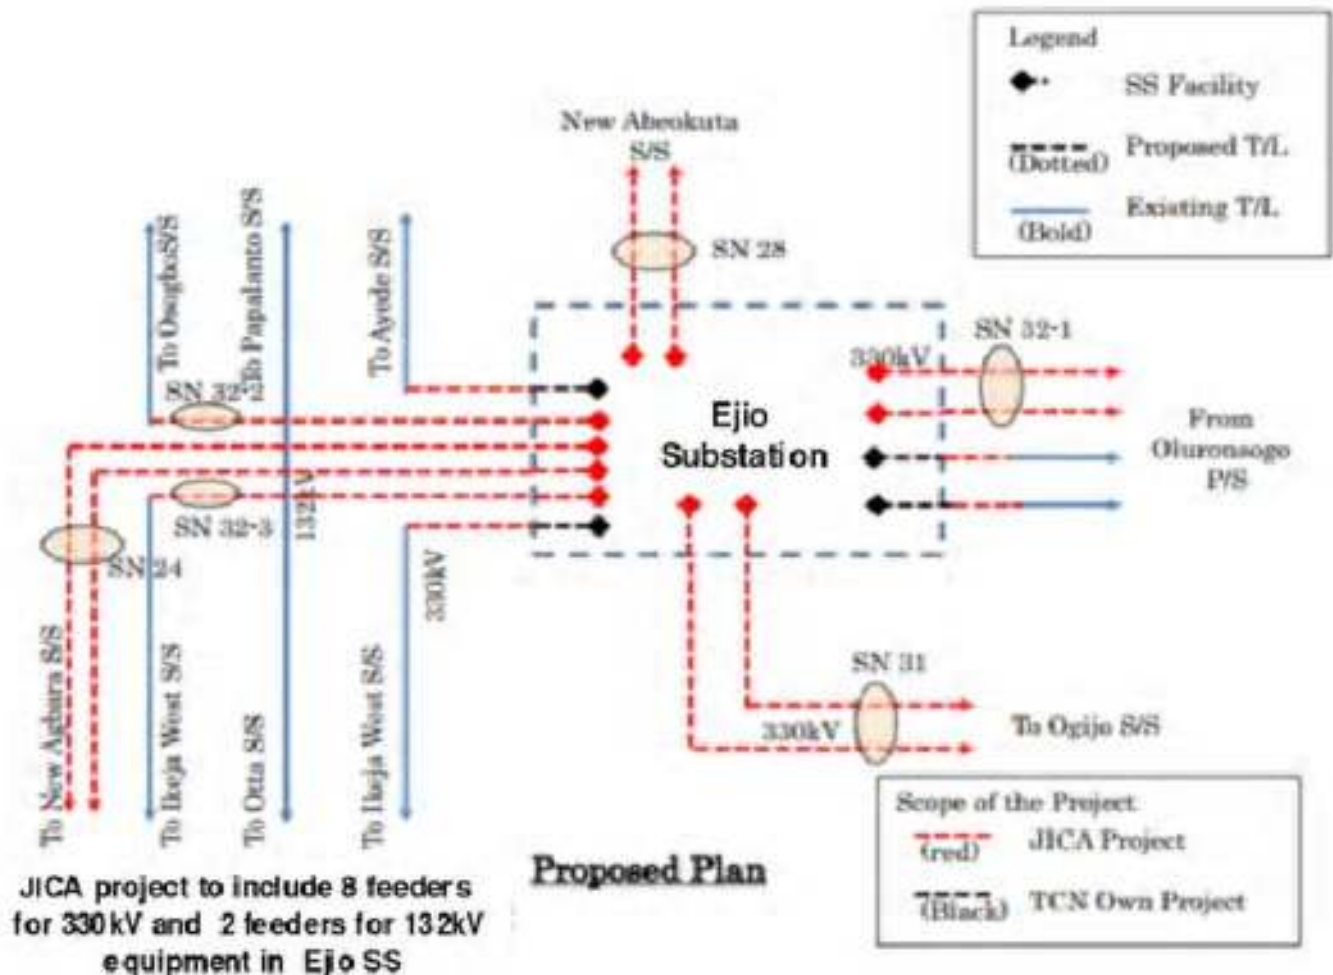 Legend
SS Facility
Proposed T/L
(Dotted)
Exiating T/L
(Bold)
New Abeokuta
S/S
SN 28
To OsogboS/S
To Papalanto S/S
To Ayede S/S
SN 32-1
330kV
SN 32-2
Ejio
Substation
From
Oluronsogo
P/S
SN 32-3
132kV
SN 24
330kV
To New Agbara S/S
To Ikeja West S/S
To Otta S/S
To Ikeja West S/S
SN 31
330kV
To Ogijo S/S
Scope of the Project
(red)
JICA Project
(Black)
TCN Own Project
Proposed Plan
JICA project to include 8 feeders
for 330kV and 2 feeders for 132kV
equipment in Ejio SS